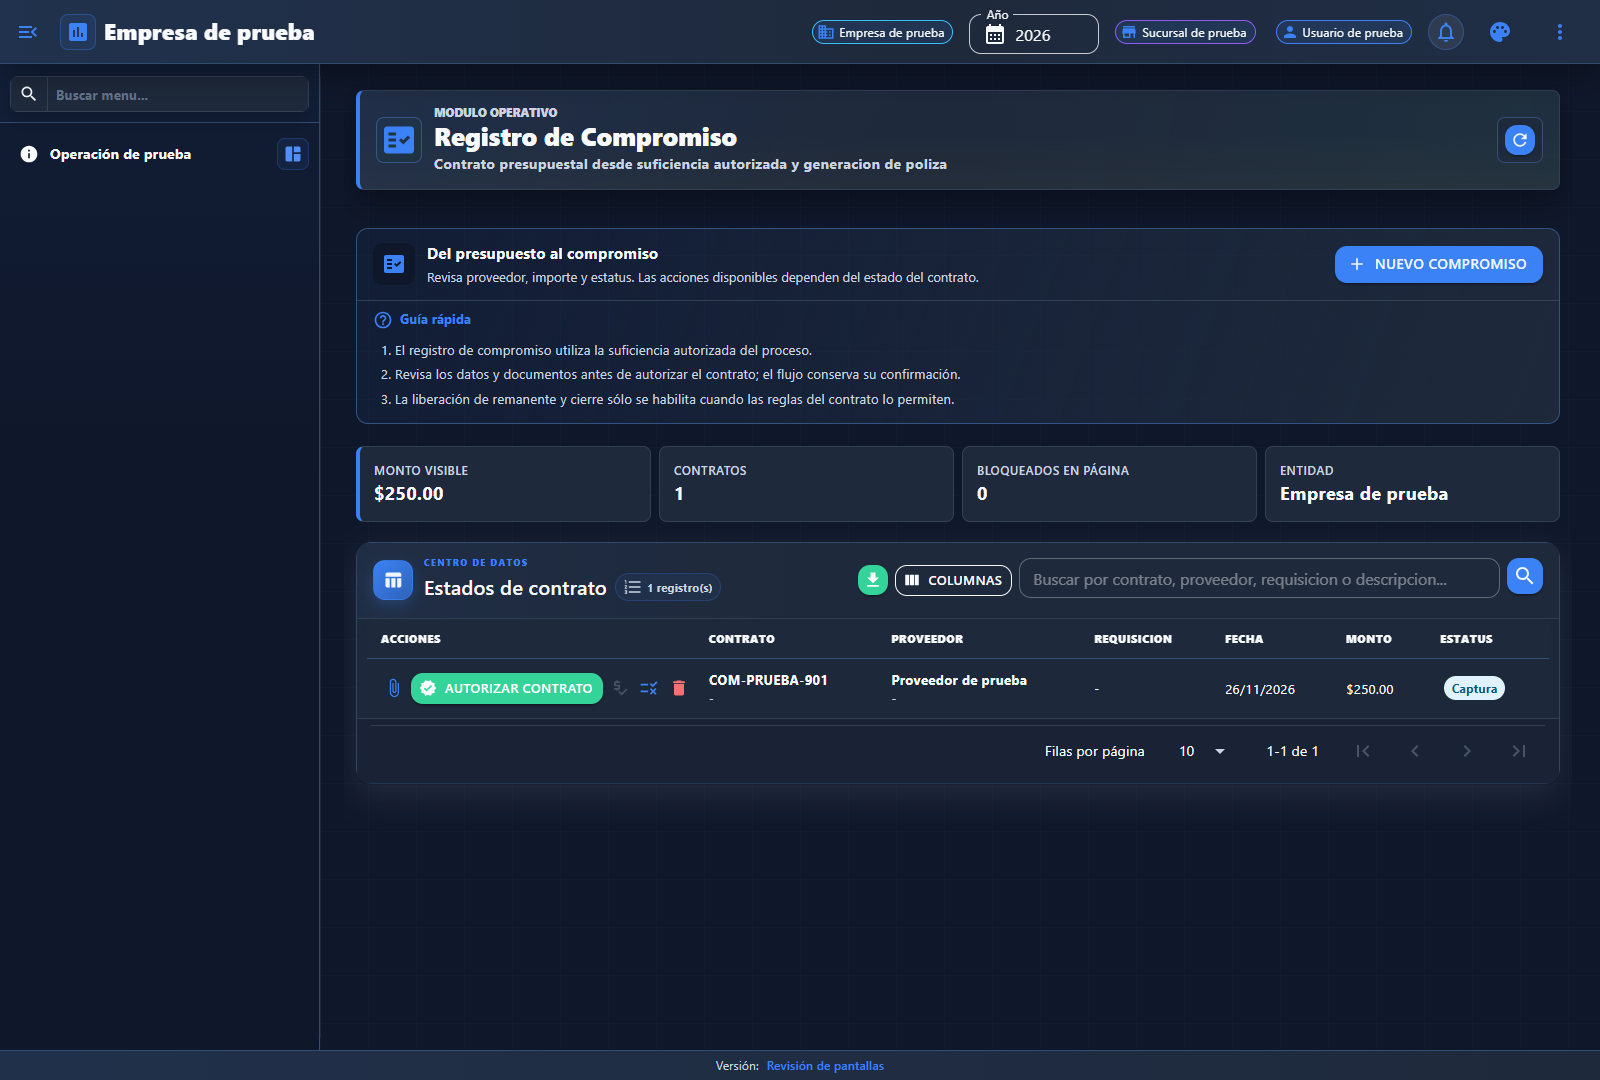 Empresa de prueba
Empresa de prueba
Año
2026
Sucursal de prueba
Usuario de prueba
Buscar menu...
Operación de prueba
MODULO OPERATIVO
Registro de Compromiso
Contrato presupuestal desde suficiencia autorizada y generacion de poliza
Del presupuesto al compromiso
Revisa proveedor, importe y estatus. Las acciones disponibles dependen del estado del contrato.
NUEVO COMPROMISO
Guía rápida
1. El registro de compromiso utiliza la suficiencia autorizada del proceso.
2. Revisa los datos y documentos antes de autorizar el contrato; el flujo conserva su confirmación.
3. La liberación de remanente y cierre sólo se habilita cuando las reglas del contrato lo permiten.
MONTO VISIBLE
$250.00
CONTRATOS
1
BLOQUEADOS EN PÁGINA
0
ENTIDAD
Empresa de prueba
CENTRO DE DATOS
Estados de contrato
1 registro(s)
COLUMNAS
Buscar por contrato, proveedor, requisicion o descripcion...
ACCIONES CONTRATO PROVEEDOR REQUISICION FECHA MONTO ESTATUS
AUTORIZAR CONTRATO COM-PRUEBA-901 Proveedor de prueba - 26/11/2026 $250.00 Captura
- -
Filas por página 10 1-1 de 1
Versión: Revisión de pantallas